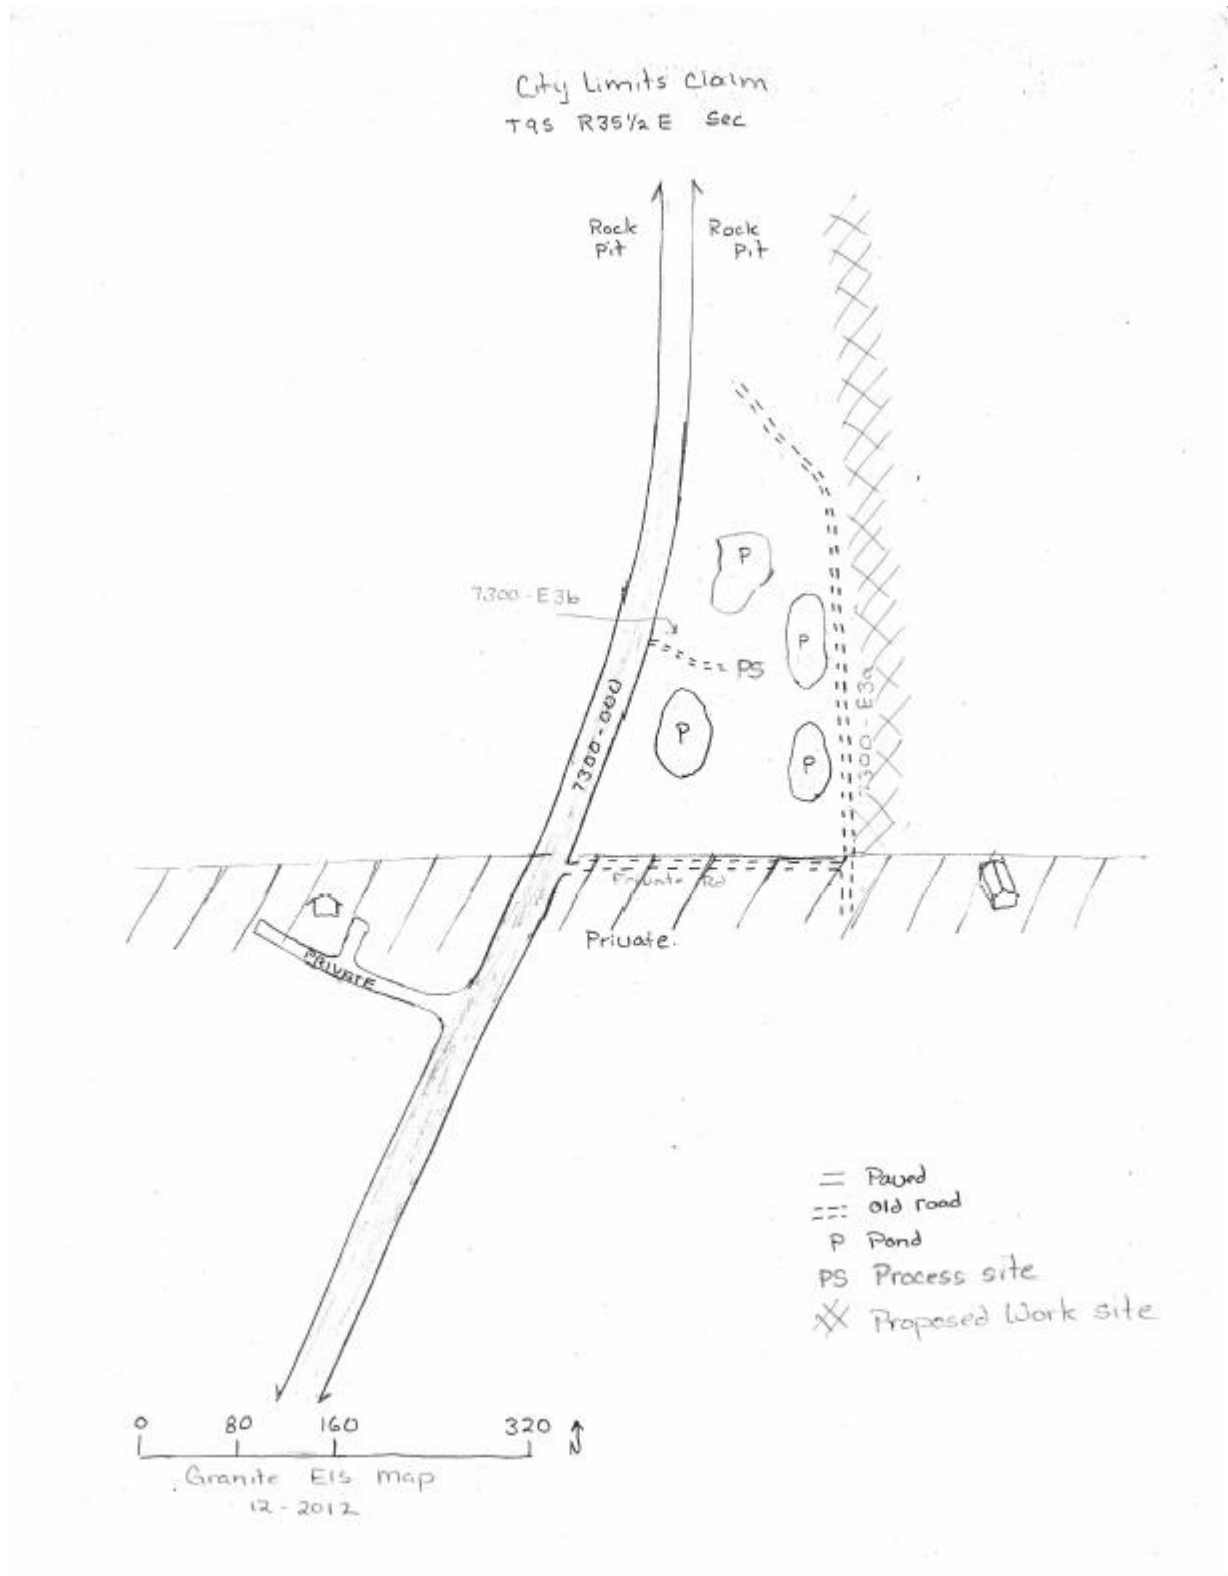 City Limits Claim
T9S R35½ E Sec
Rock
Pit
Rock
Pit
P
7300-E3b
P
PS
7300-E3a
7300-000
P
P
Private Rd
Private.
PRIVATE
= Paved
=== Old road
P Pond
PS Process site
Proposed Work site
0 80 160 320 N
Granite EIS map
12-2012